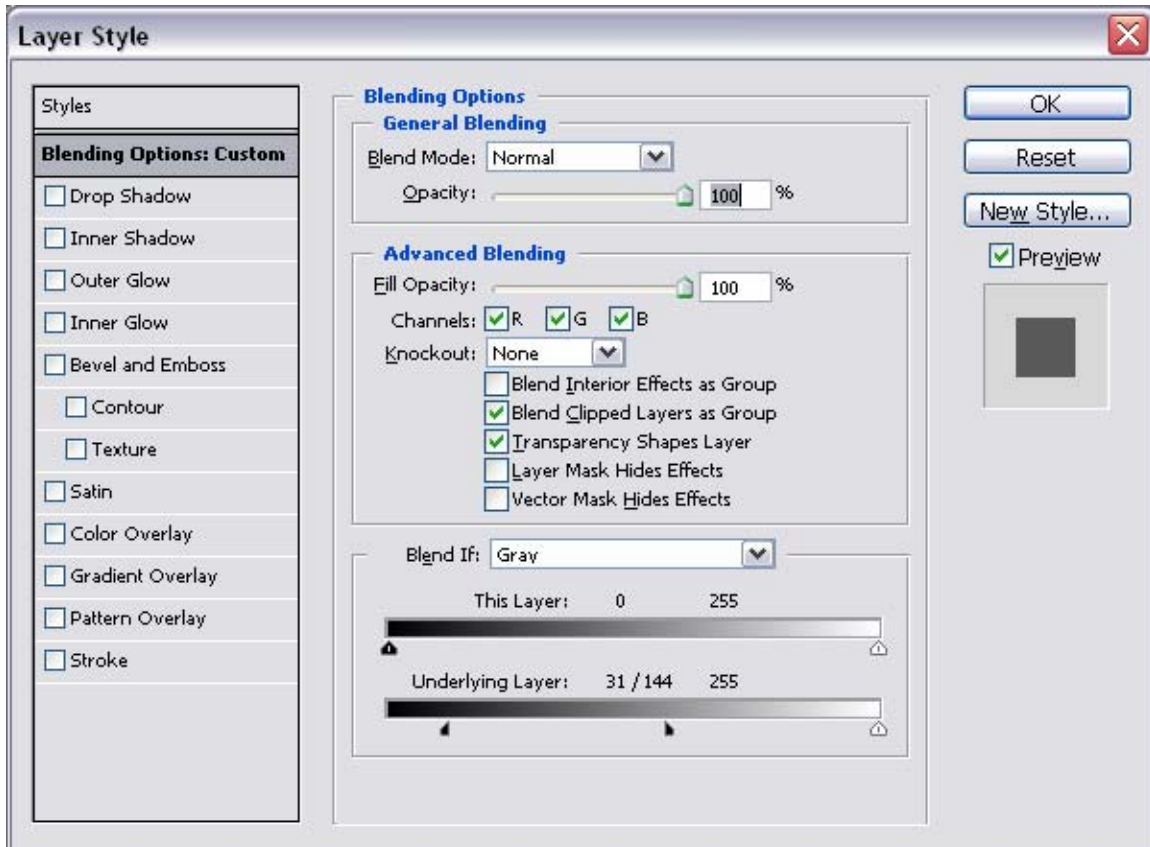 Layer Style
Styles
Blending Options: Custom
Drop Shadow
Inner Shadow
Outer Glow
Inner Glow
Bevel and Emboss
Contour
Texture
Satin
Color Overlay
Gradient Overlay
Pattern Overlay
Stroke
Blending Options
General Blending
Blend Mode: Normal
Opacity: 100 %
Advanced Blending
Fill Opacity: 100 %
Channels: R G B
Knockout: None
Blend Interior Effects as Group
Blend Clipped Layers as Group
Transparency Shapes Layer
Layer Mask Hides Effects
Vector Mask Hides Effects
Blend If: Gray
This Layer: 0 255
Underlying Layer: 31 / 144 255
OK
Reset
New Style...
Preview